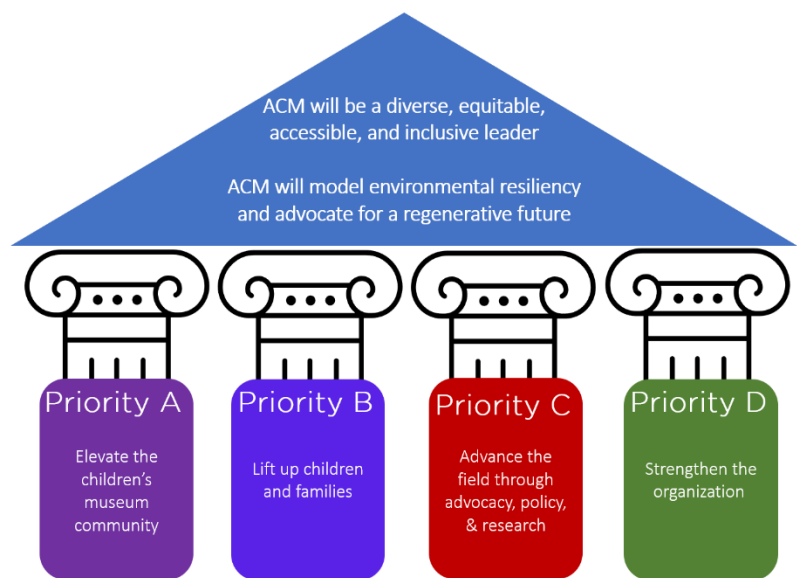 ACM will be a diverse, equitable,
accessible, and inclusive leader
ACM will model environmental resiliency
and advocate for a regenerative future
Priority A
Elevate the
children’s
museum
community
Priority B
Lift up children
and families
Priority C
Advance the
field through
advocacy, policy,
& research
Priority D
Strengthen the
organization